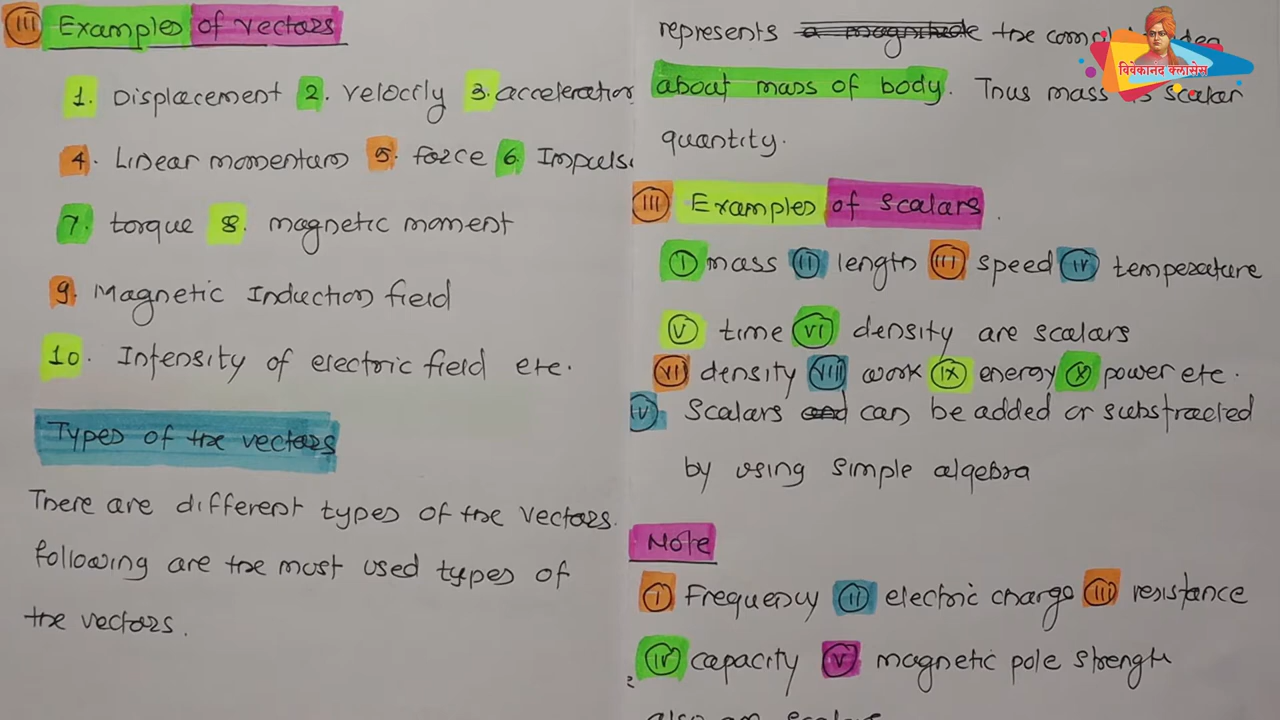 III Examples of vectors
1. Displacement 2. velocity 3. acceleration
4. Linear momentum 5. force 6. Impuls
7. torque 8. magnetic moment
9. Magnetic Induction field
10. Intensity of electric field etc.
Types of the vectors
There are different types of the vectors.
following are the most used types of
the vectors.
represents the
about mass of body. Thus mass is scalar
quantity.
III Examples of scalars.
I mass II length III speed IV temperature
V time VI density are scalars
VII density VIII work IX energy X power etc.
IV Scalars can be added or substracted
by using simple algebra
Note
I Frequency II electric charge III resistance
IV capacity V magnetic pole strength
विवेकानंद क्लासेस